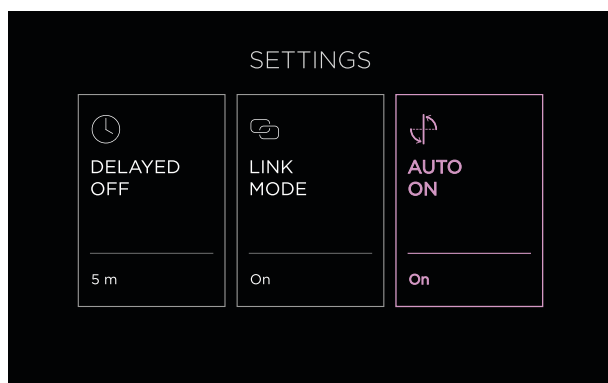 SETTINGS
DELAYED
OFF
5 m
LINK
MODE
On
AUTO
ON
On